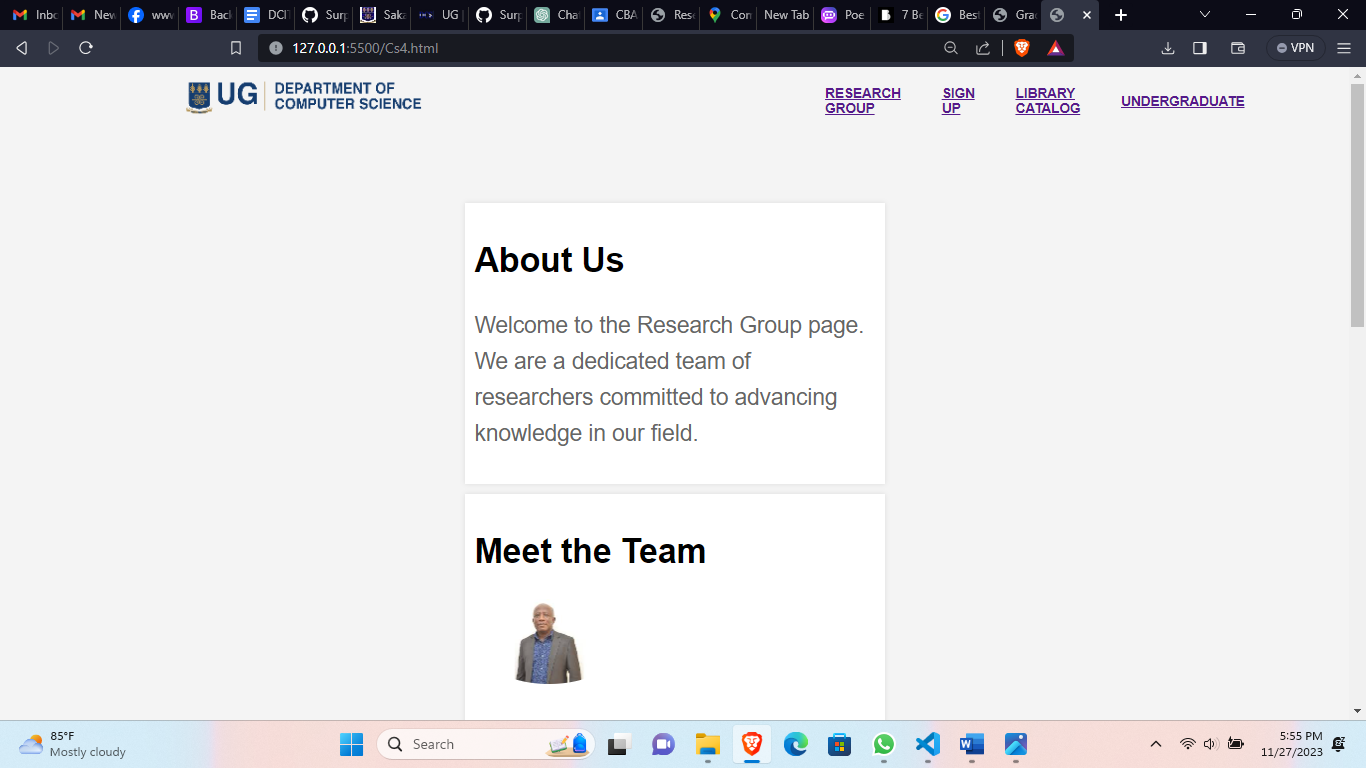 Inbc
New
www
B
Back
DCIT
Surp
Saka
UG
Surp
Chat
CBA
Rese
Con
New Tab
Poe
7 Be
Best
Grac
127.0.0.1:5500/Cs4.html
VPN
UG DEPARTMENT OF
COMPUTER SCIENCE
RESEARCH
GROUP
SIGN
UP
LIBRARY
CATALOG
UNDERGRADUATE
About Us
Welcome to the Research Group page.
We are a dedicated team of
researchers committed to advancing
knowledge in our field.
Meet the Team
85°F
Mostly cloudy
Search
5:55 PM
11/27/2023